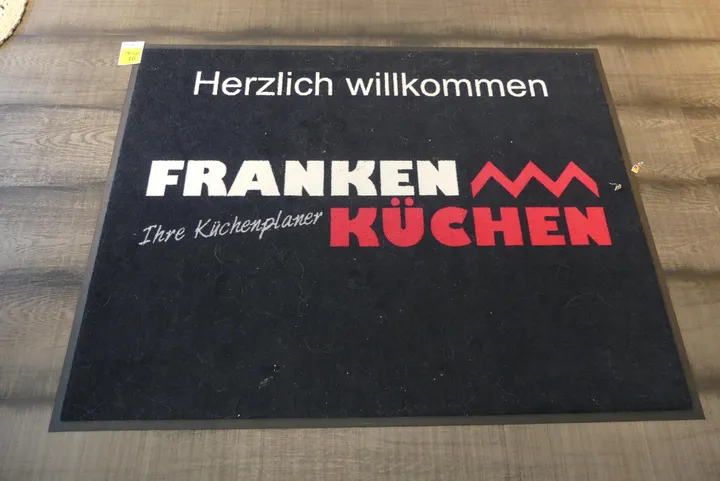 Herzlich willkommen
FRANKEN
Ihre Küchenplaner KÜCHEN